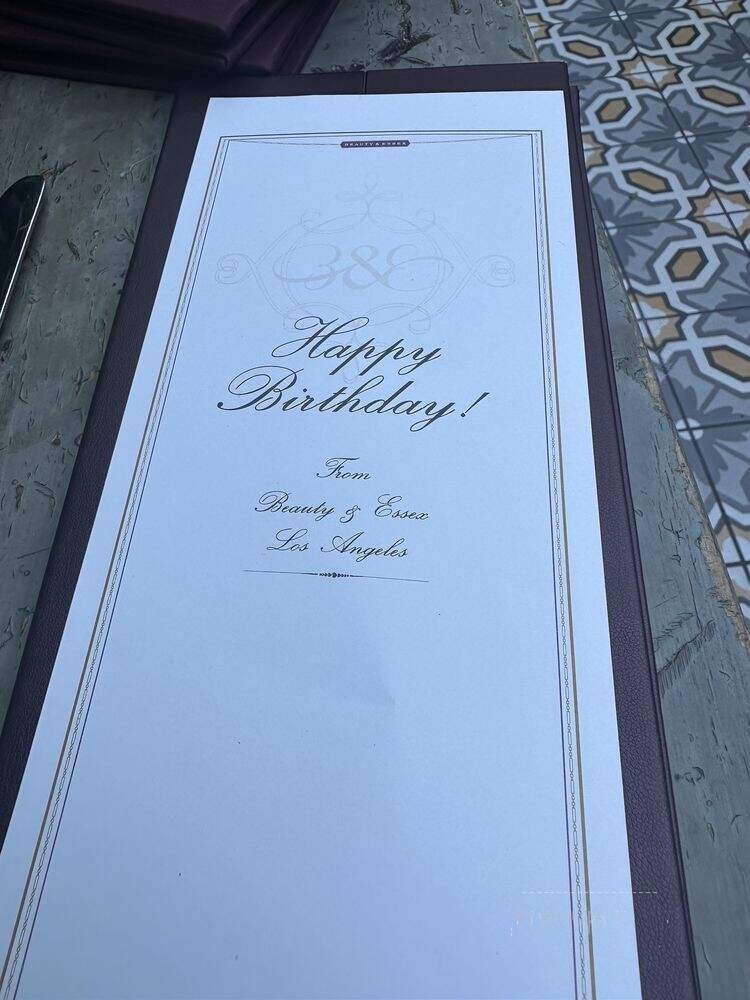 BEAUTY & ESSEX
B&E
Happy
Birthday!
From
Beauty & Essex
Los Angeles